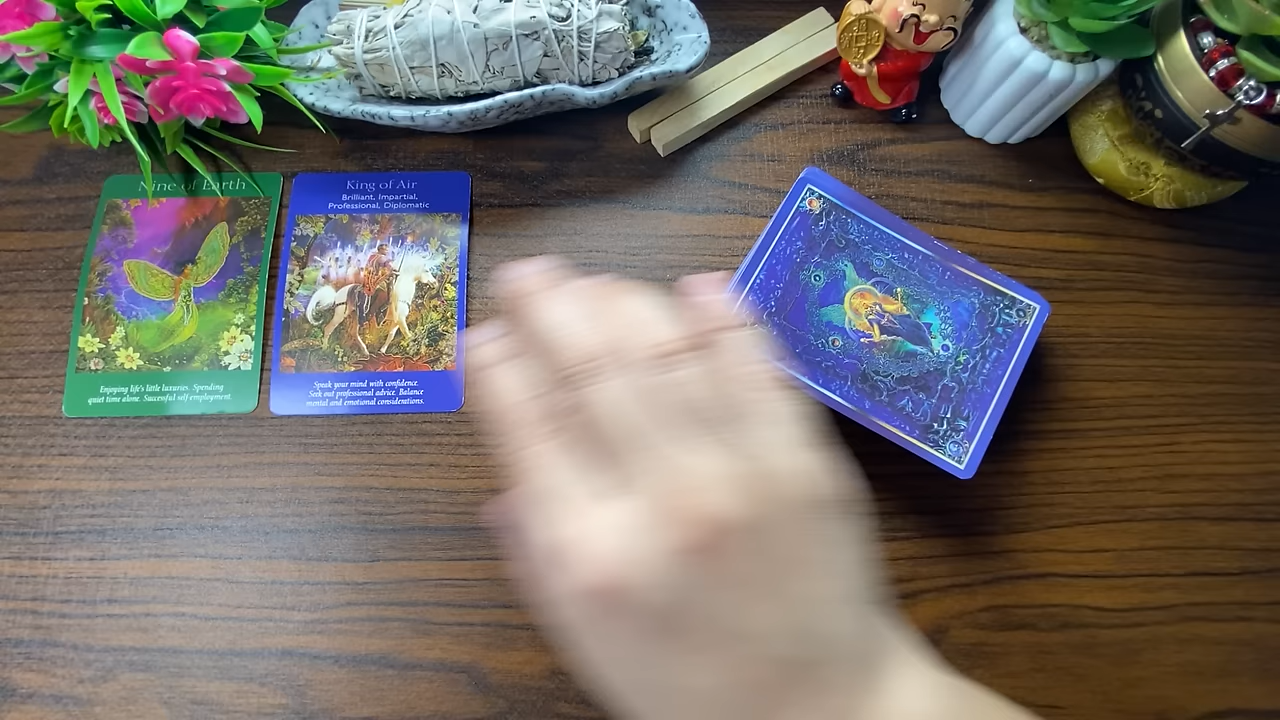 Nine of Earth
Enjoying life's little luxuries. Spending
quiet time alone. Successful self-employment.
King of Air
Brilliant, Impartial,
Professional, Diplomatic
Speak your mind with confidence.
Seek out professional advice. Balance
mental and emotional considerations.